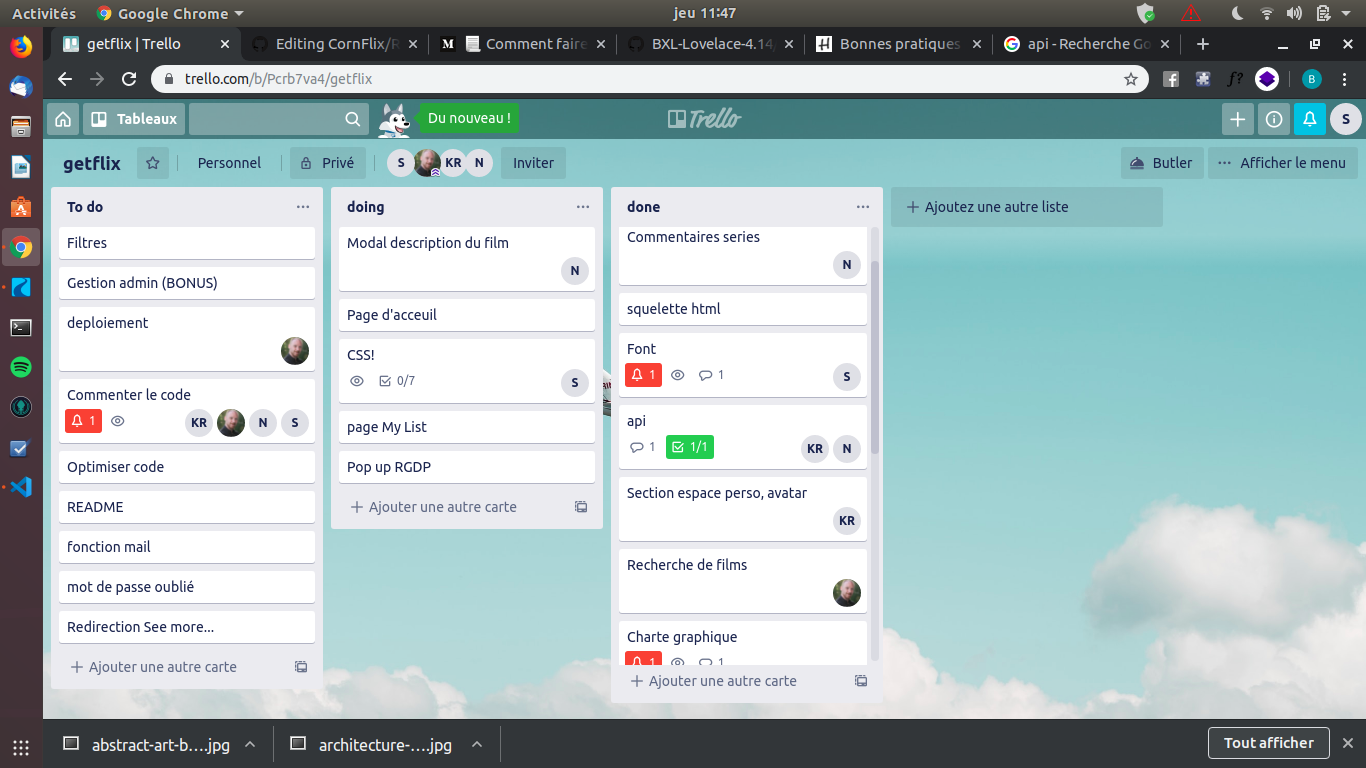 Activités
Google Chrome
jeu 11:47
getflix | Trello
Editing CornFlix/R
M
Comment faire
BXL-Lovelace-4.14
H
Bonnes pratiques
api - Recherche Go
trello.com/b/Pcrb7va4/getflix
f?
B
Tableaux
Du nouveau !
Trello
S
getflix
Personnel
Privé
S
KR
N
Inviter
Butler
Afficher le menu
To do
Filtres
Gestion admin (BONUS)
deploiement
Commenter le code
1
KR
N
S
Optimiser code
README
fonction mail
mot de passe oublié
Redirection See more...
Ajouter une autre carte
doing
Modal description du film
N
Page d'acceuil
CSS!
0/7
S
page My List
Pop up RGDP
Ajouter une autre carte
done
Commentaires series
N
squelette html
Font
1
1
S
api
1
1/1
KR
N
Section espace perso, avatar
KR
Recherche de films
Charte graphique
1
1
Ajouter une autre carte
Ajoutez une autre liste
abstract-art-b....jpg
architecture-....jpg
Tout afficher